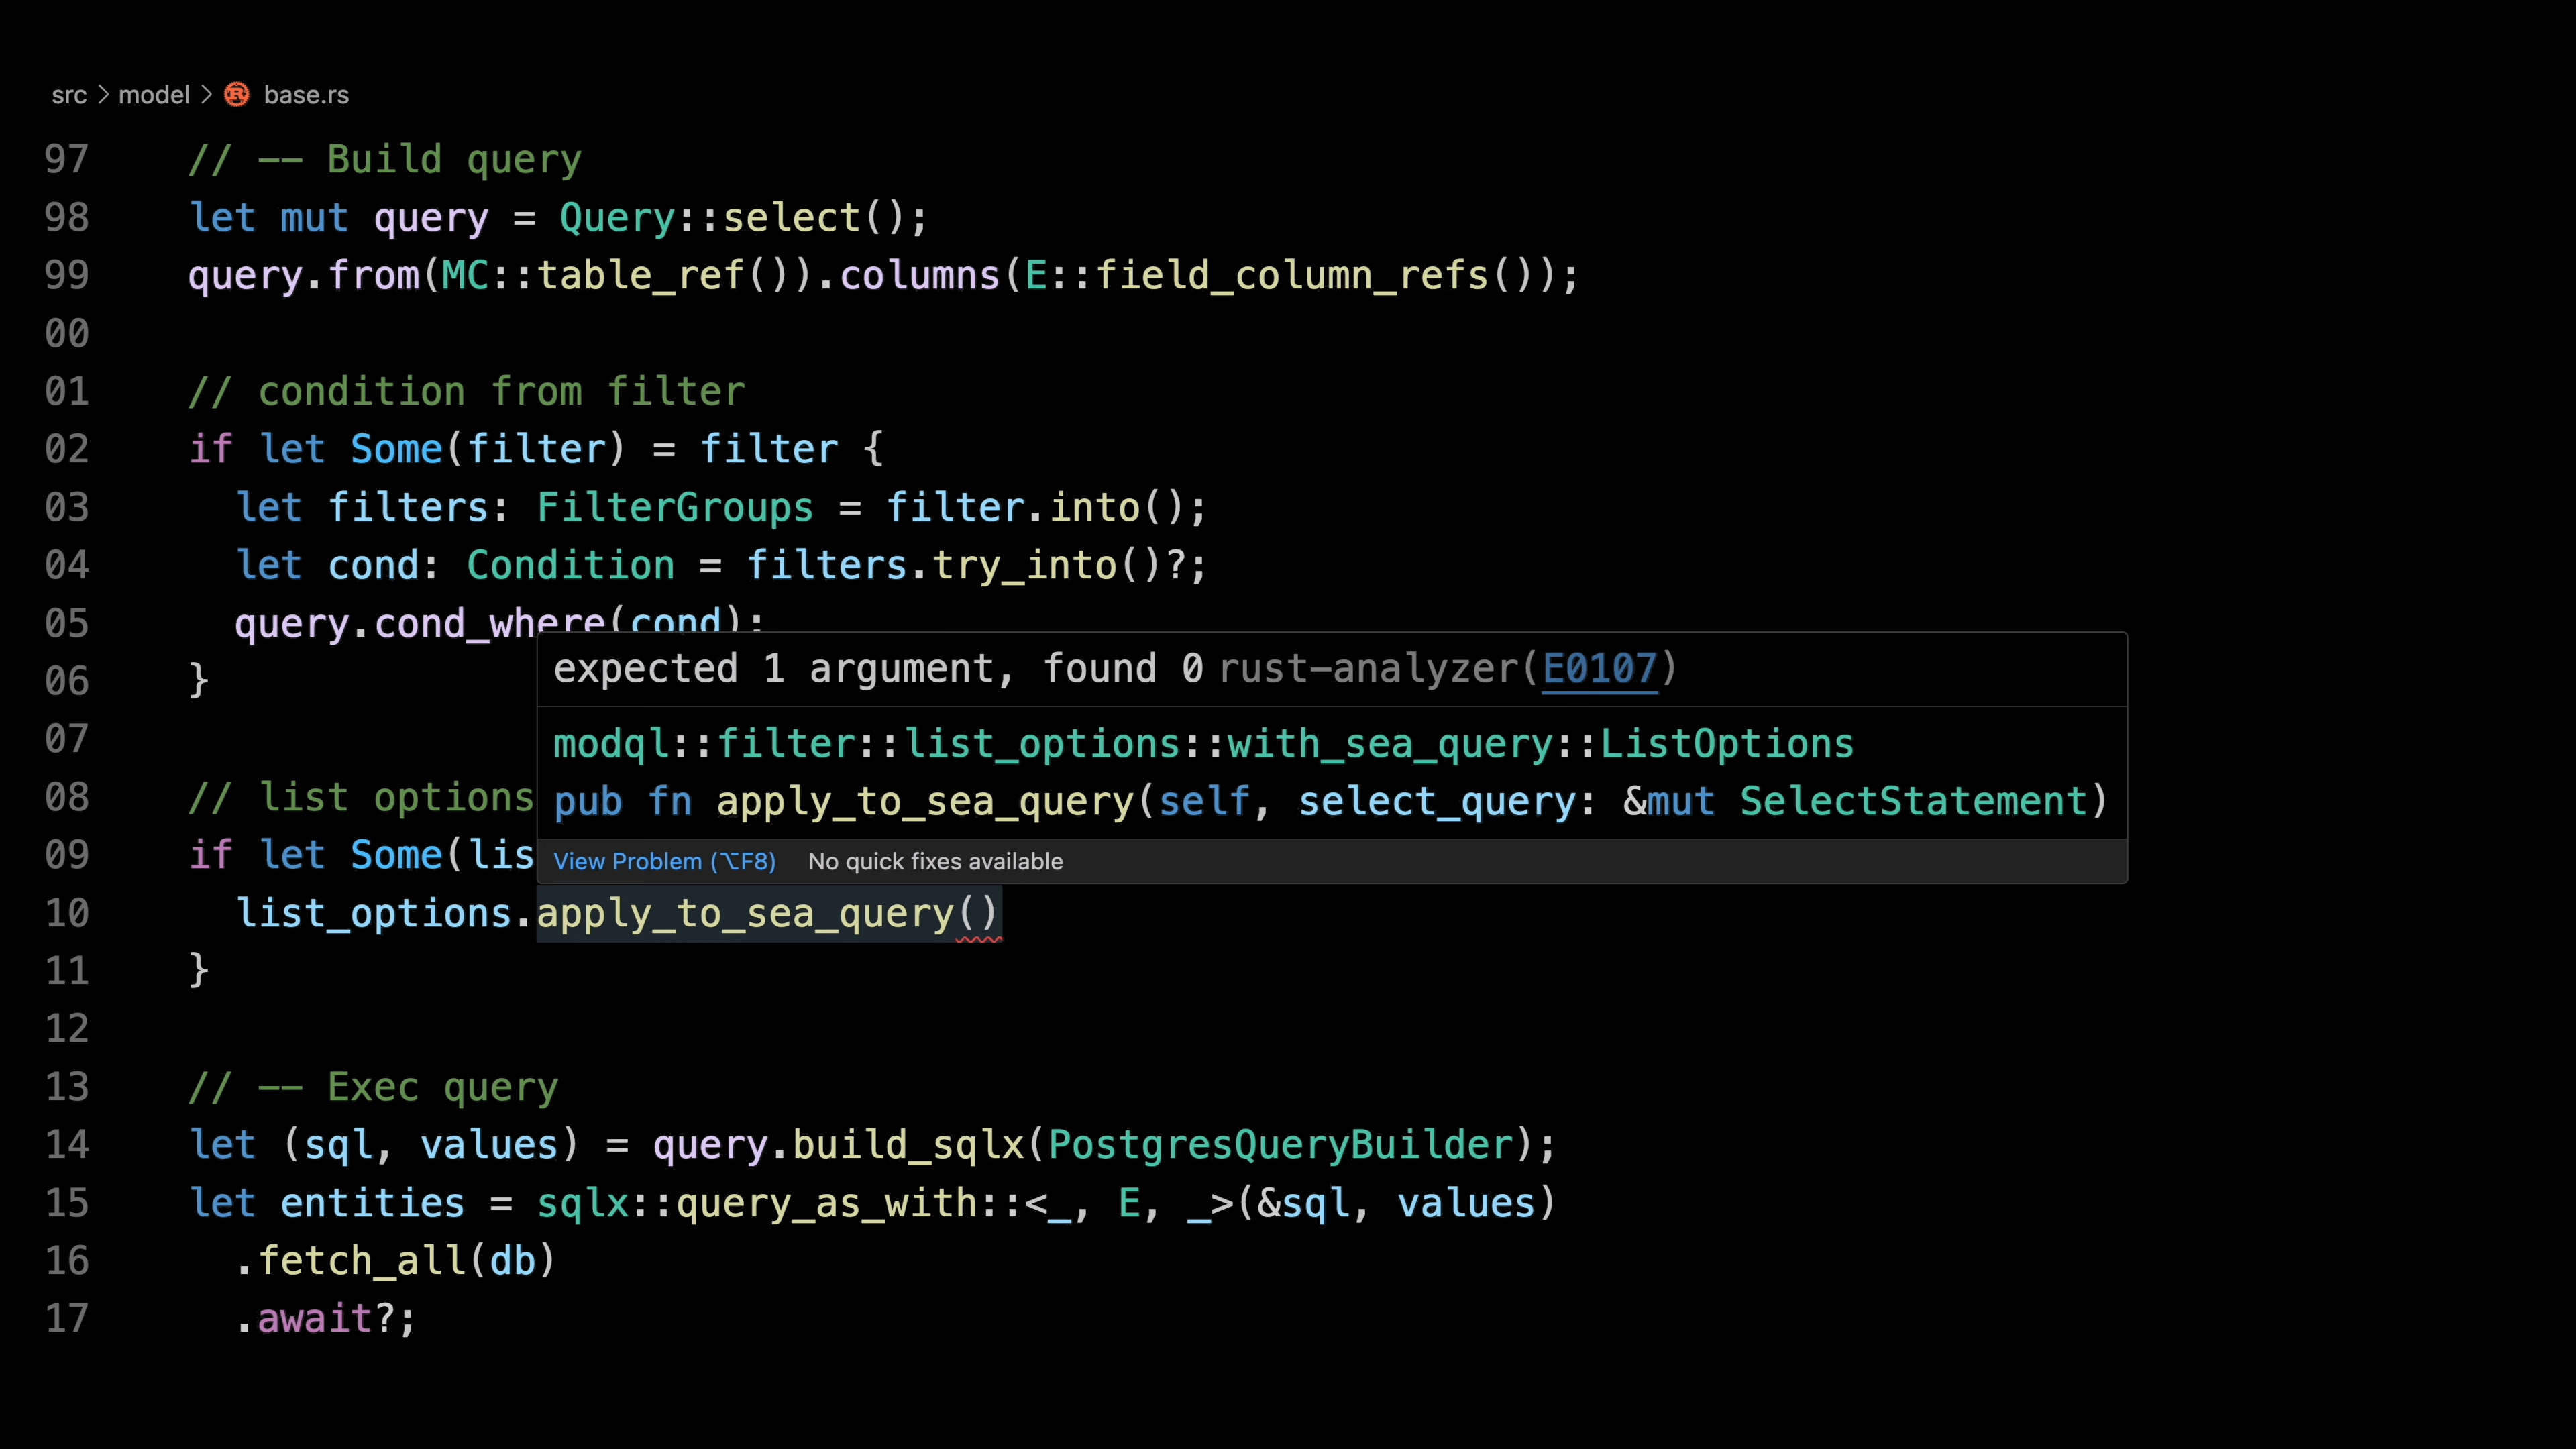 src > model > base.rs
97 // -- Build query
98 let mut query = Query::select();
99 query.from(MC::table_ref()).columns(E::field_column_refs());
00
01 // condition from filter
02 if let Some(filter) = filter {
03 let filters: FilterGroups = filter.into();
04 let cond: Condition = filters.try_into()?;
05 query.cond_where(cond);
06 }
expected 1 argument, found 0 rust-analyzer(E0107)
07
modql::filter::list_options::with_sea_query::ListOptions
08 // list options
pub fn apply_to_sea_query(self, select_query: &mut SelectStatement)
09 if let Some(lis
View Problem (⌥F8) No quick fixes available
10 list_options.apply_to_sea_query()
11 }
12
13 // -- Exec query
14 let (sql, values) = query.build_sqlx(PostgresQueryBuilder);
15 let entities = sqlx::query_as_with::<_, E, _>(&sql, values)
16 .fetch_all(db)
17 .await?;